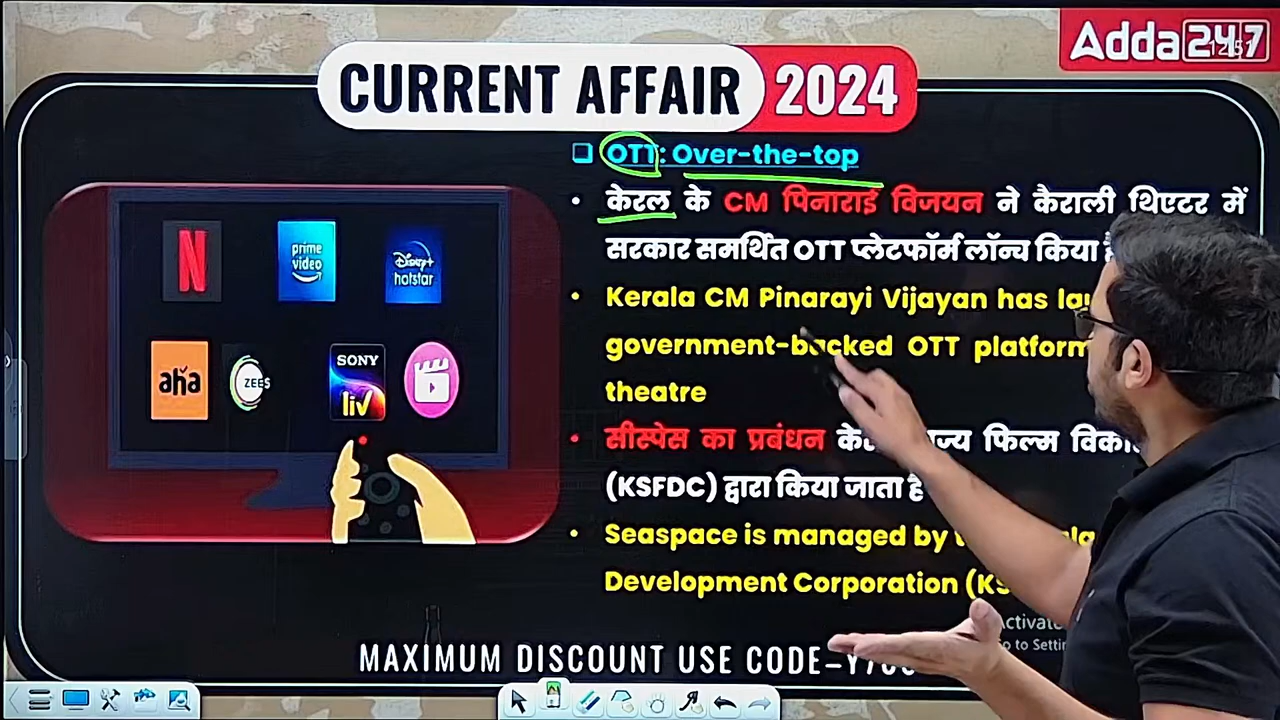 Adda247
CURRENT AFFAIR 2024
OTT: Over-the-top
केरल के CM पिनाराई विजयन ने कैराली थिएटर में
सरकार समर्थित OTT प्लेटफॉर्म लॉन्च किया
Kerala CM Pinarayi Vijayan has
government-backed OTT platform
theatre
सीस्पेस का प्रबंधन फिल्म
(KSFDC) द्वारा किया जाता है
Seaspace is managed by
Development Corporation
MAXIMUM DISCOUNT USE CODE–
N
prime
video
Disney+
hotstar
aha
ZEE5
SONY
liv